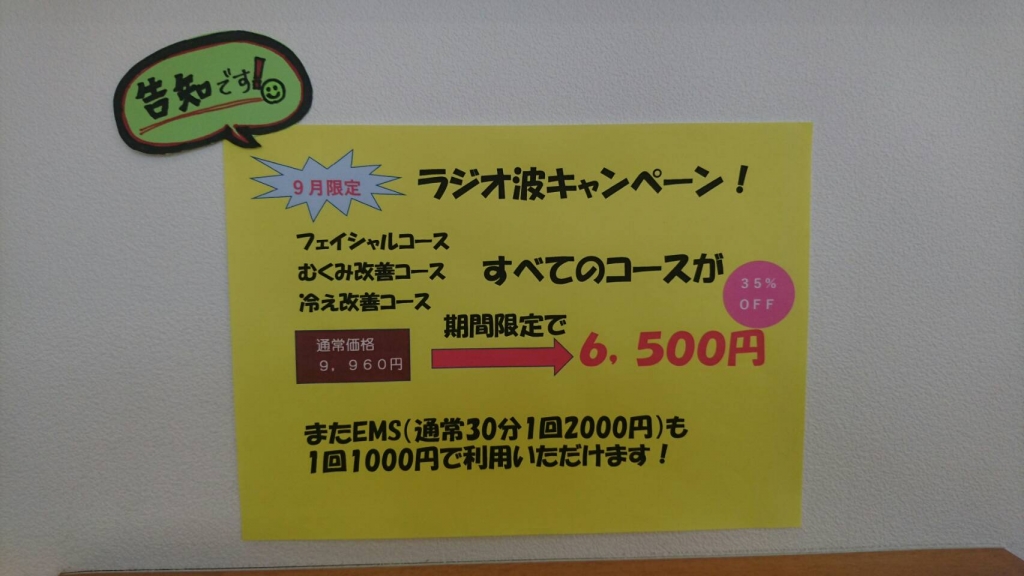 告知です!
9月限定
ラジオ波キャンペーン!
フェイシャルコース
むくみ改善コース
冷え改善コース
すべてのコースが
35%
OFF
通常価格
9,960円
期間限定で
6,500円
またEMS(通常30分1回2000円)も
1回1000円で利用いただけます!